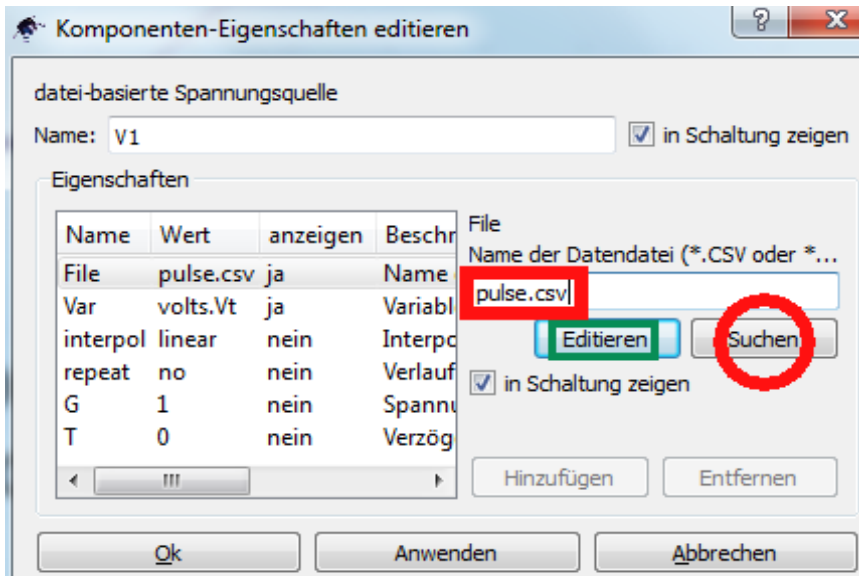 Komponenten-Eigenschaften editieren
datei-basierte Spannungsquelle
Name: V1 in Schaltung zeigen
Eigenschaften
Name Wert anzeigen Beschr
File pulse.csv ja Name
Var volts.Vt ja Variabl
interpol linear nein Interpo
repeat no nein Verlauf
G 1 nein Spannu
T 0 nein Verzög
File
Name der Datendatei (*.CSV oder *...
pulse.csv
Editieren Suchen
in Schaltung zeigen
Hinzufügen Entfernen
Ok Anwenden Abbrechen